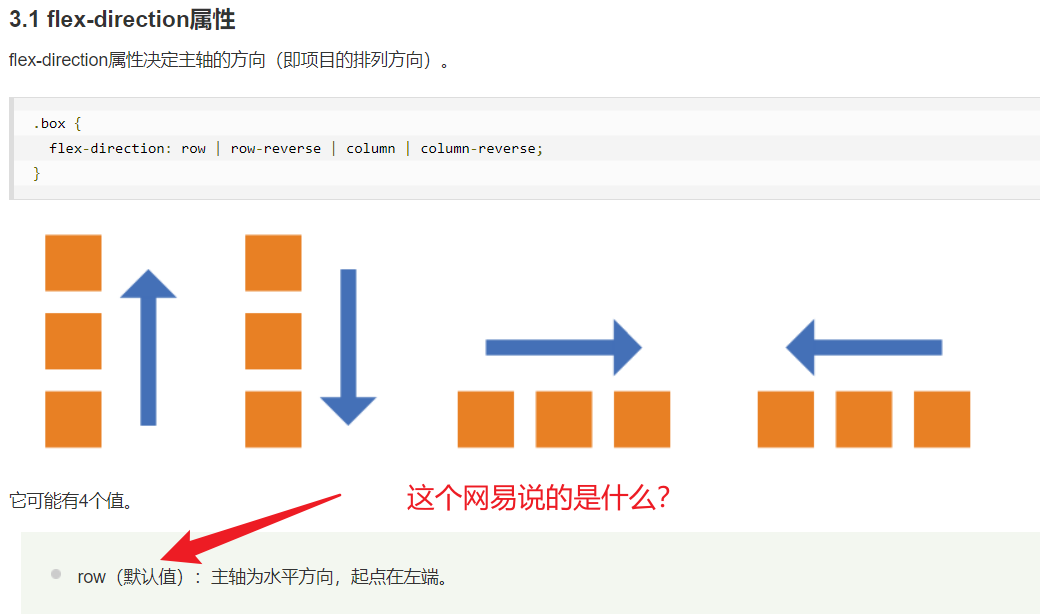 3.1 flex-direction属性
flex-direction属性决定主轴的方向（即项目的排列方向）。
.box {
flex-direction: row | row-reverse | column | column-reverse;
}
它可能有4个值。
这个网易说的是什么？
row（默认值）：主轴为水平方向，起点在左端。